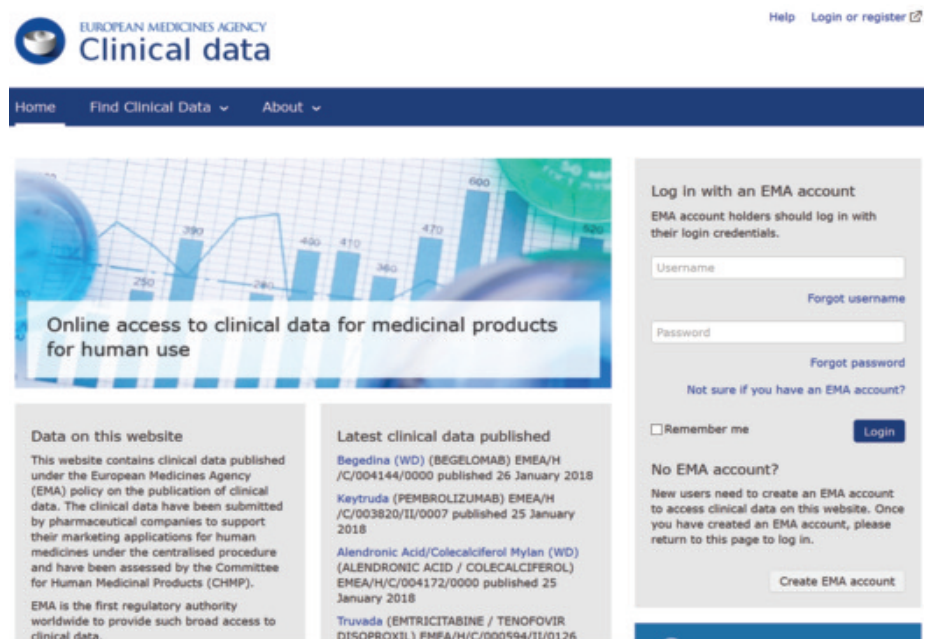 Help Login or register
EUROPEAN MEDICINES AGENCY
Clinical data
Home Find Clinical Data About
600
390
400 410
470
520
360
250
280
Online access to clinical data for medicinal products
for human use
Data on this website
This website contains clinical data published
under the European Medicines Agency
(EMA) policy on the publication of clinical
data. The clinical data have been submitted
by pharmaceutical companies to support
their marketing applications for human
medicines under the centralised procedure
and have been assessed by the Committee
for Human Medicinal Products (CHMP).
EMA is the first regulatory authority
worldwide to provide such broad access to
clinical data.
Latest clinical data published
Begedina (WD) (BEGELOMAB) EMEA/H
/C/004144/0000 published 26 January 2018
Keytruda (PEMBROLIZUMAB) EMEA/H
/C/003820/II/0007 published 25 January
2018
Alendronic Acid/Colecalciferol Mylan (WD)
(ALENDRONIC ACID / COLECALCIFEROL)
EMEA/H/C/004172/0000 published 25
January 2018
Truvada (EMTRICITABINE / TENOFOVIR
DISOPROXIL) EMEA/H/C/000594/II/0126
Log in with an EMA account
EMA account holders should log in with
their login credentials.
Username
Forgot username
Password
Forgot password
Not sure if you have an EMA account?
Remember me Login
No EMA account?
New users need to create an EMA account
to access clinical data on this website. Once
you have created an EMA account, please
return to this page to log in.
Create EMA account